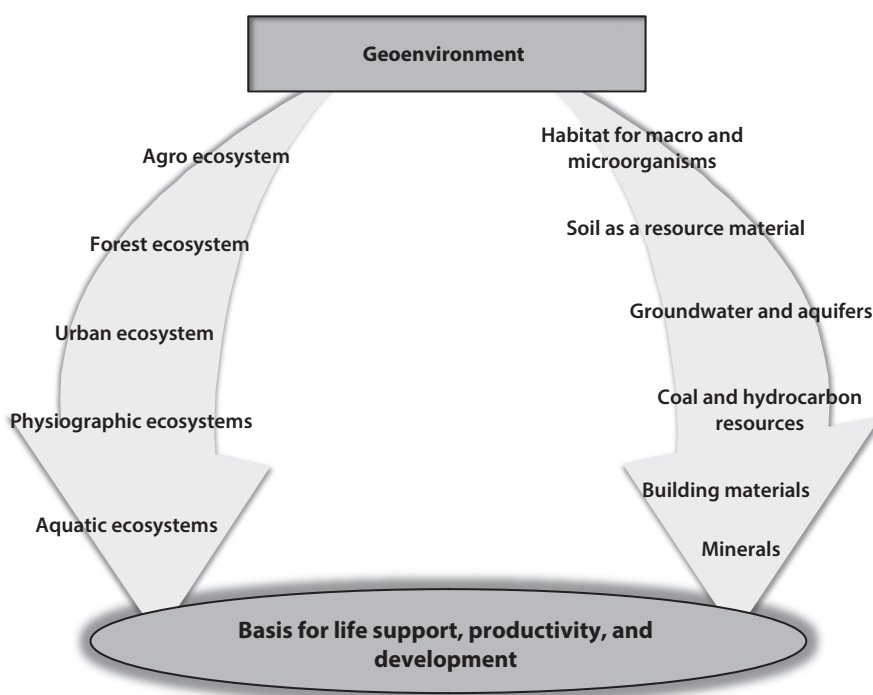 Geoenvironment
Agro ecosystem
Forest ecosystem
Urban ecosystem
Physiographic ecosystems
Aquatic ecosystems
Habitat for macro and
microorganisms
Soil as a resource material
Groundwater and aquifers
Coal and hydrocarbon
resources
Building materials
Minerals
Basis for life support, productivity, and
development